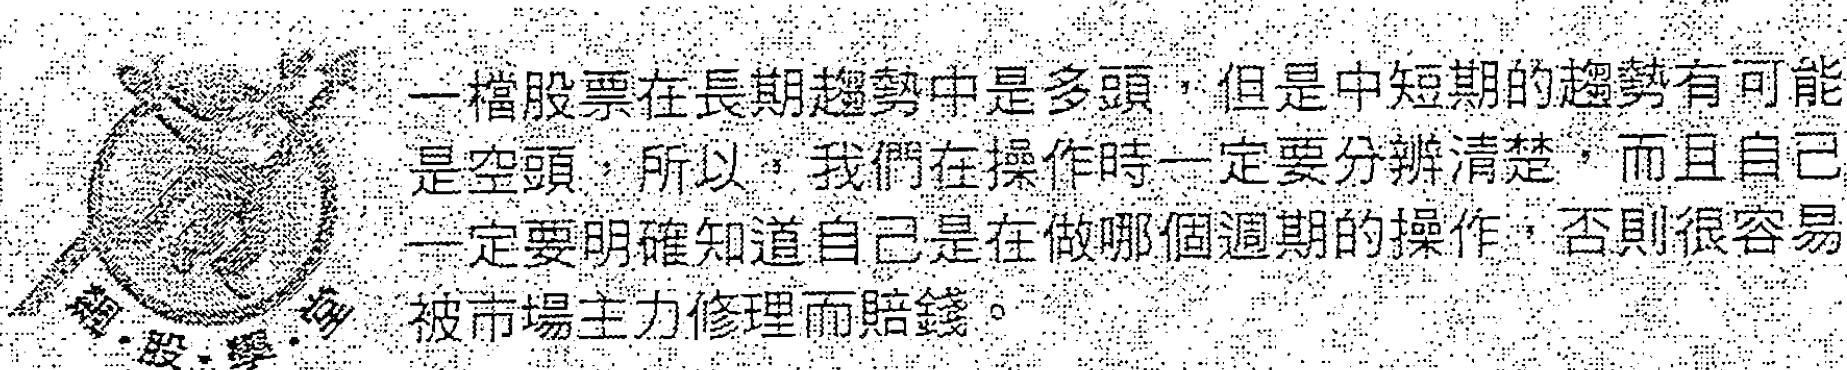 一檔股票在長期趨勢中是多頭，但是中短期的趨勢有可能
是空頭，所以，我們在操作時一定要分辨清楚，而且自己
一定要明確知道自己是在做哪個週期的操作，否則很容易
被市場主力修理而賠錢。
股·學·堂